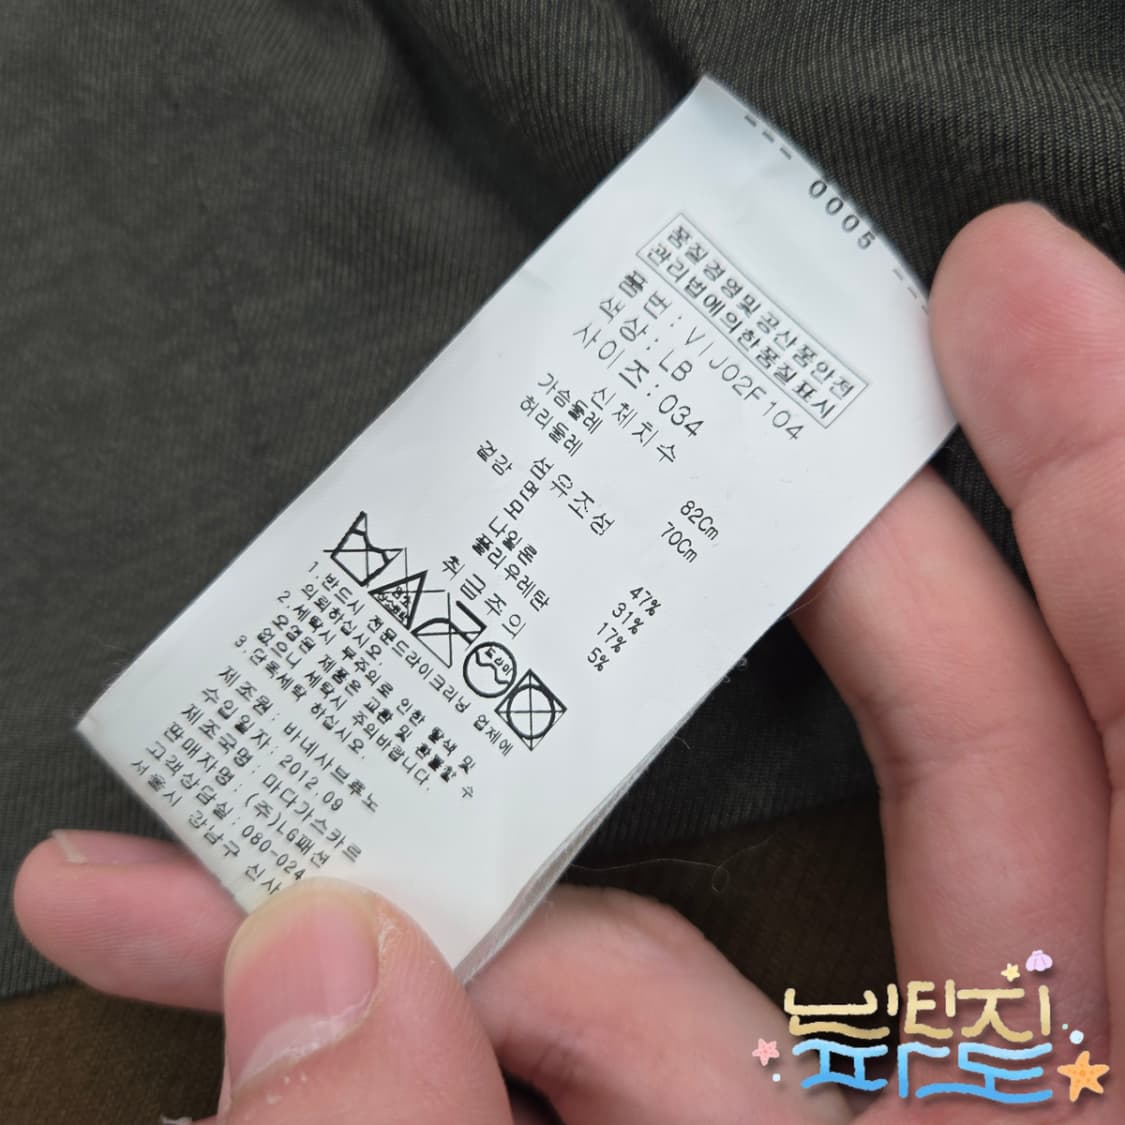 0005
품질경영및공산품안전
관리법에의한품질표시
품 번 : VIJ02F104
색 상 : LB
사이즈 : 034
신체치수
가슴둘레 82Cm
허리둘레 70Cm
섬유조성
겉감 면 47%
모 31%
나일론 17%
폴리우레탄 5%
취급주의
드라이
1.반드시 전문드라이크리닝 업체에
의뢰하십시오.
2.세탁시 부주의로 인한 탈색 및
오염된 제품은 교환 및 환불할 수
없으니 세탁시 주의바랍니다.
3.단독세탁 하십시오.
제조원 : 바네사브루노
수입일자 : 2012.09
제조국명 : 마다가스카르
판매자명 : (주)LG패션
고객상담실 : 080-024
서울시 강남구 신사
빈티지
파도